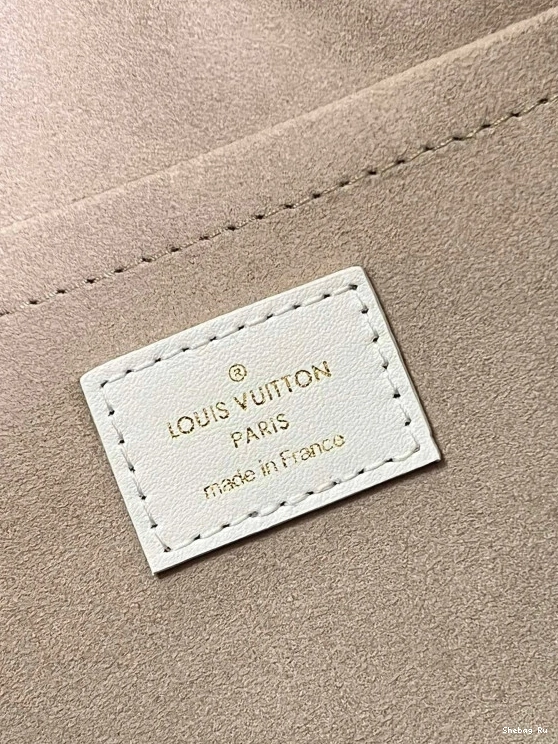 ®
LOUIS VUITTON
PARIS
made in France
Shebag.Ru